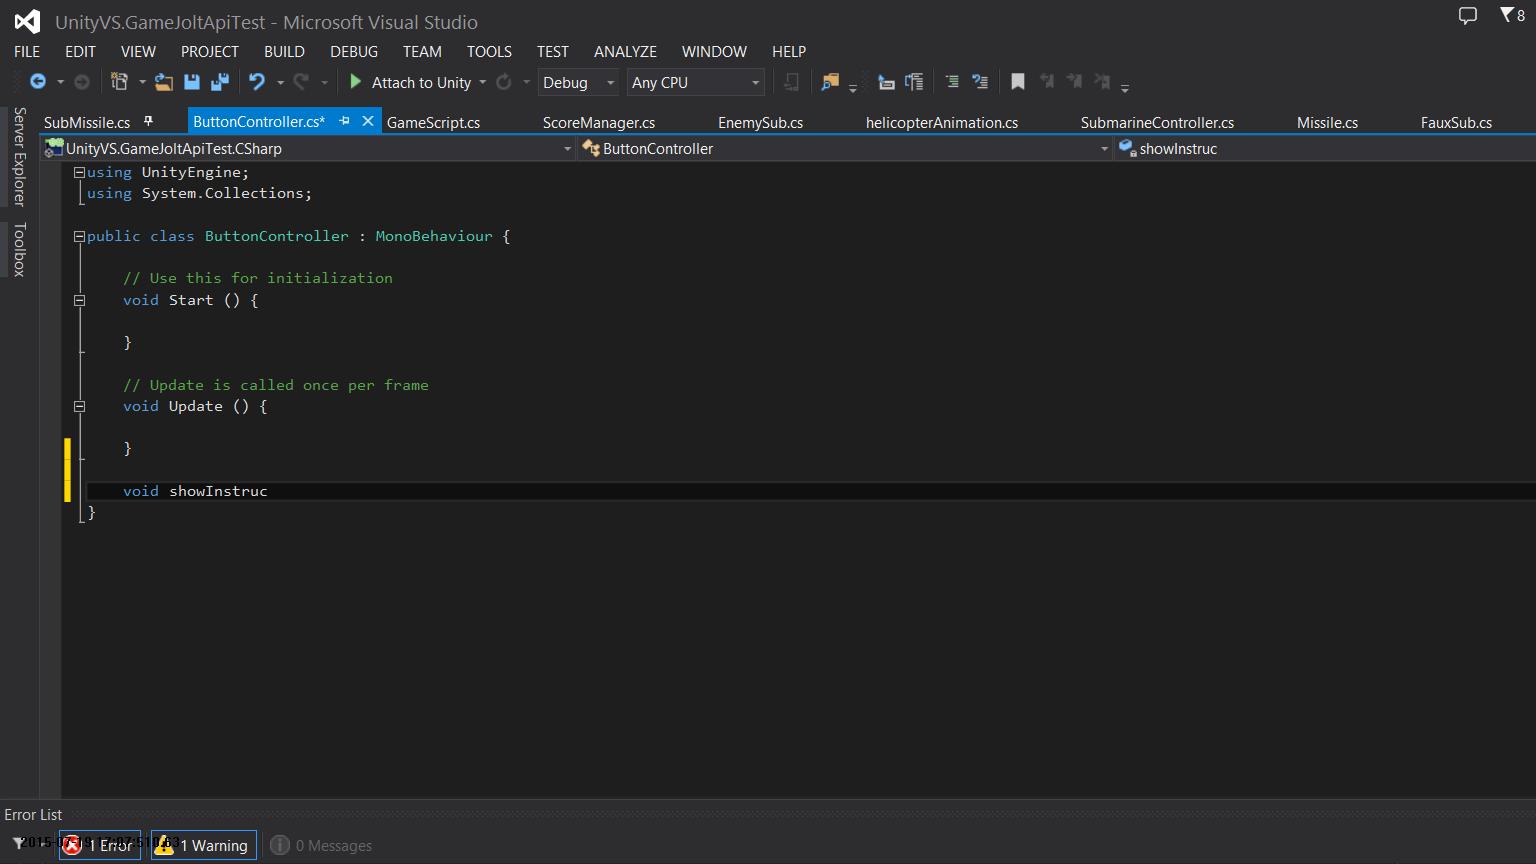 UnityVS.GameJoltApiTest - Microsoft Visual Studio
8
FILE EDIT VIEW PROJECT BUILD DEBUG TEAM TOOLS TEST ANALYZE WINDOW HELP
Attach to Unity Debug Any CPU
Server Explorer
Toolbox
SubMissile.cs ButtonController.cs* GameScript.cs ScoreManager.cs EnemySub.cs helicopterAnimation.cs SubmarineController.cs Missile.cs FauxSub.cs
UnityVS.GameJoltApiTest.CSharp ButtonController showInstruc
using UnityEngine;
using System.Collections;
public class ButtonController : MonoBehaviour {
// Use this for initialization
void Start () {
}
// Update is called once per frame
void Update () {
}
void showInstruc
}
Error List
1 Error 1 Warning 0 Messages